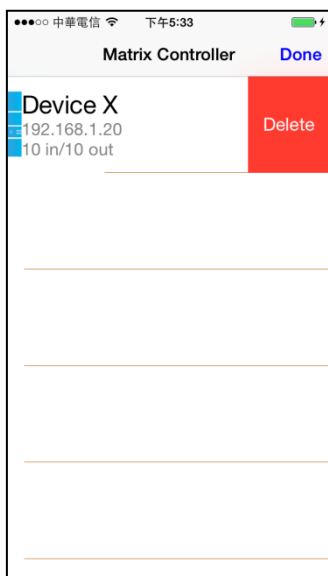 中華電信 下午5:33
Matrix Controller Done
Device X
192.168.1.20
10 in/10 out
Delete